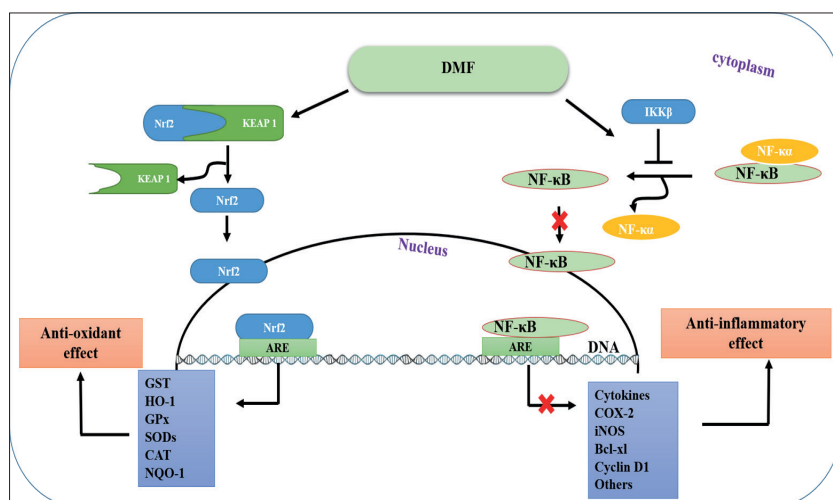 cytoplasm
DMF
Nrf2
KEAP 1
IKKβ
NF-κα
NF-κB
KEAP 1
Nrf2
NF-κB
NF-κα
Nucleus
Nrf2
NF-κB
Anti-oxidant
effect
Nrf2
ARE
NF-κB
ARE
DNA
Anti-inflammatory
effect
GST
HO-1
GPx
SODs
CAT
NQO-1
Cytokines
COX-2
iNOS
Bcl-xl
Cyclin D1
Others